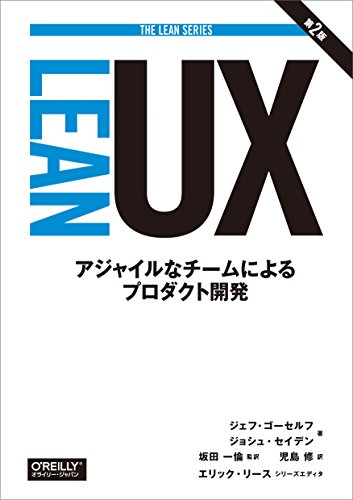 THE LEAN SERIES
第2版
LEAN
UX
アジャイルなチームによる
プロダクト開発
ジェフ・ゴーセルフ
ジョシュ・セイデン 著
坂田 一倫 監訳 児島 修 訳
エリック・リース シリーズエディタ
O'REILLY®
オライリー・ジャパン